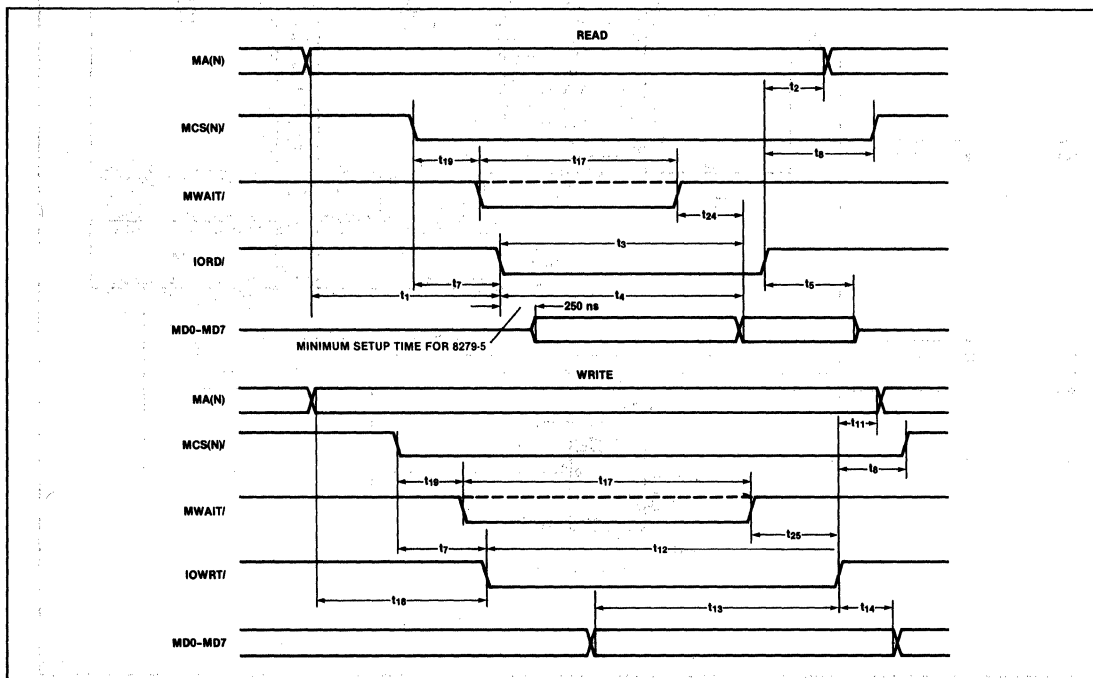 READ
MA(N)
t2
MCS(N)/
t19
t17
t8
MWAIT/
t24
t3
IORD/
t7
t5
t1
t4
250 ns
MD0-MD7
MINIMUM SETUP TIME FOR 8279-5
WRITE
MA(N)
t11
MCS(N)/
t8
t19
t17
MWAIT/
t25
t7
t12
IOWRT/
t18
t13
t14
MD0-MD7